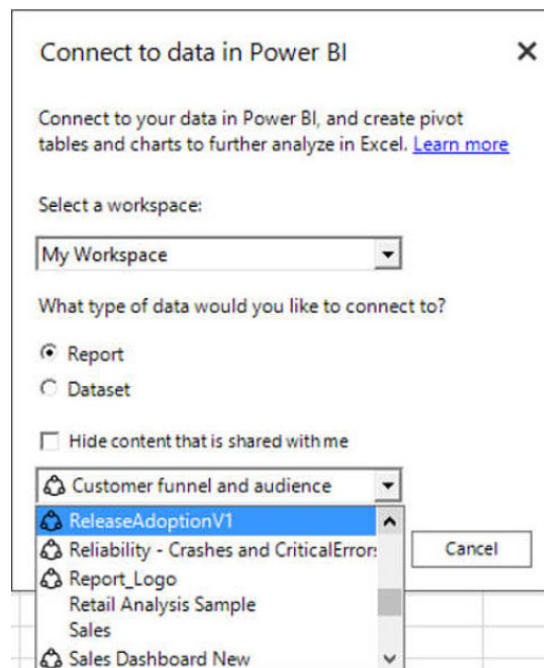 Connect to data in Power BI
Connect to your data in Power BI, and create pivot
tables and charts to further analyze in Excel. Learn more
Select a workspace:
My Workspace
What type of data would you like to connect to?
Report
Dataset
Hide content that is shared with me
Customer funnel and audience
ReleaseAdoptionV1
Reliability - Crashes and CriticalErrors
Cancel
Report_Logo
Retail Analysis Sample
Sales
Sales Dashboard New